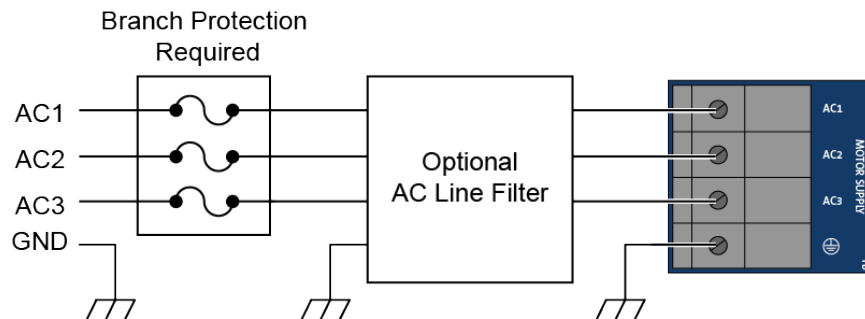 Branch Protection
Required
AC1
AC2
AC3
GND
Optional
AC Line Filter
AC1
AC2
AC3
MOTOR SUPPLY